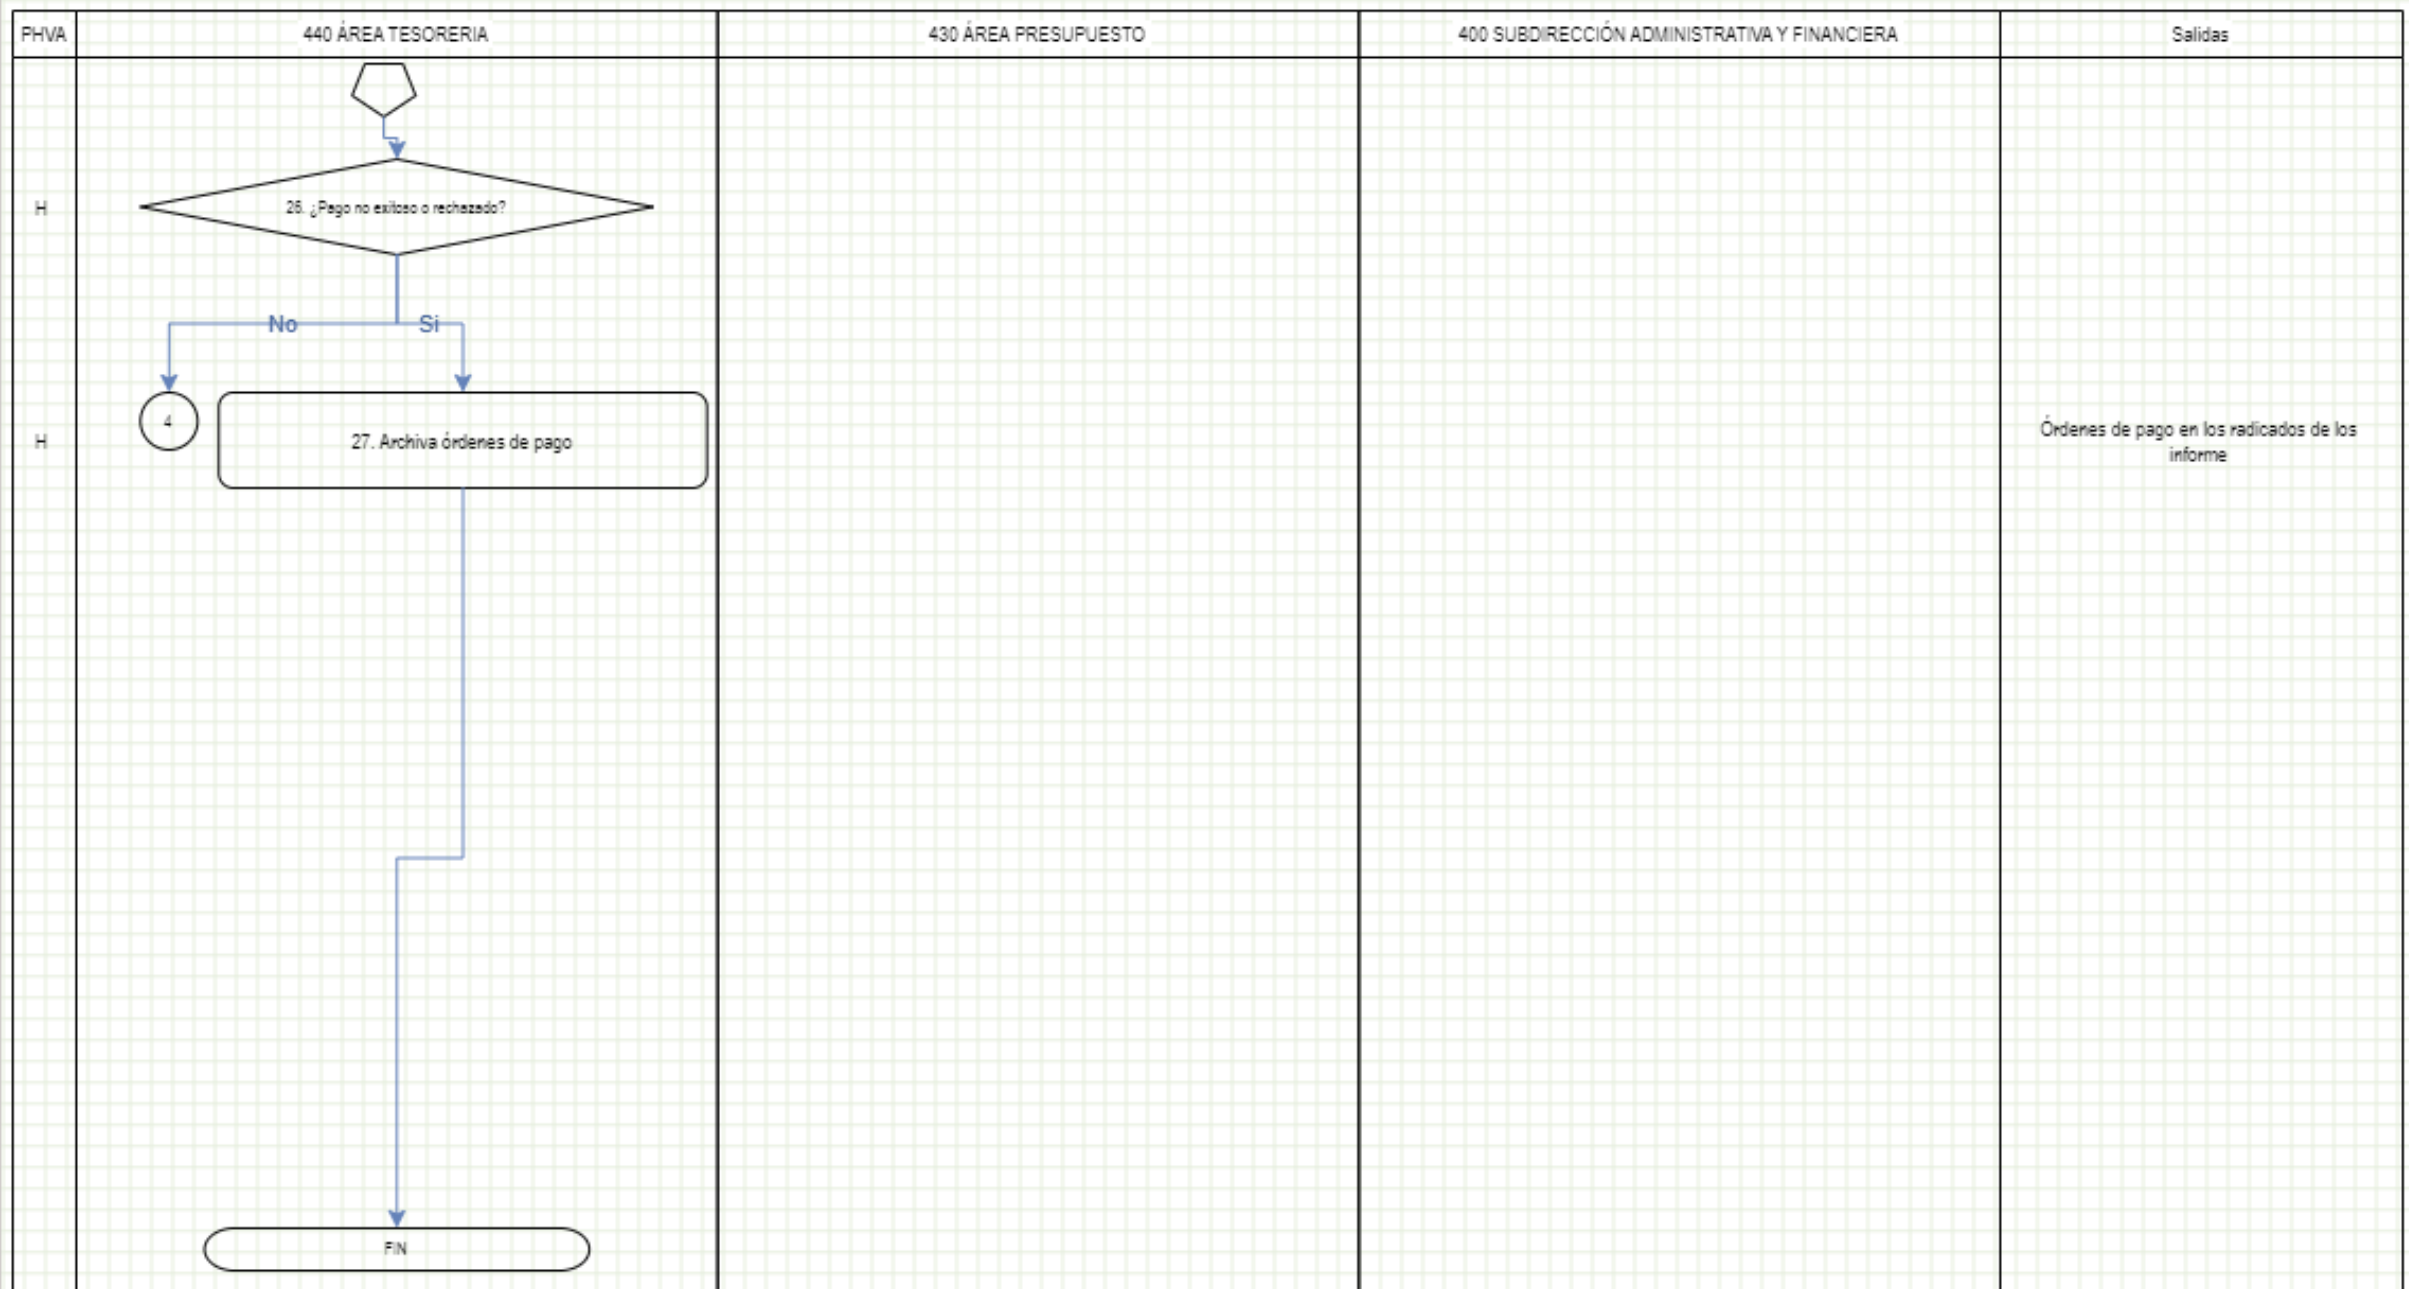 PHVA
440 ÁREA TESORERIA
430 ÁREA PRESUPUESTO
400 SUBDIRECCIÓN ADMINISTRATIVA Y FINANCIERA
Salidas
H
26. ¿Pago no exitoso o rechazado?
No
Si
H
4
27. Archiva órdenes de pago
Órdenes de pago en los radicados de los
informe
FIN